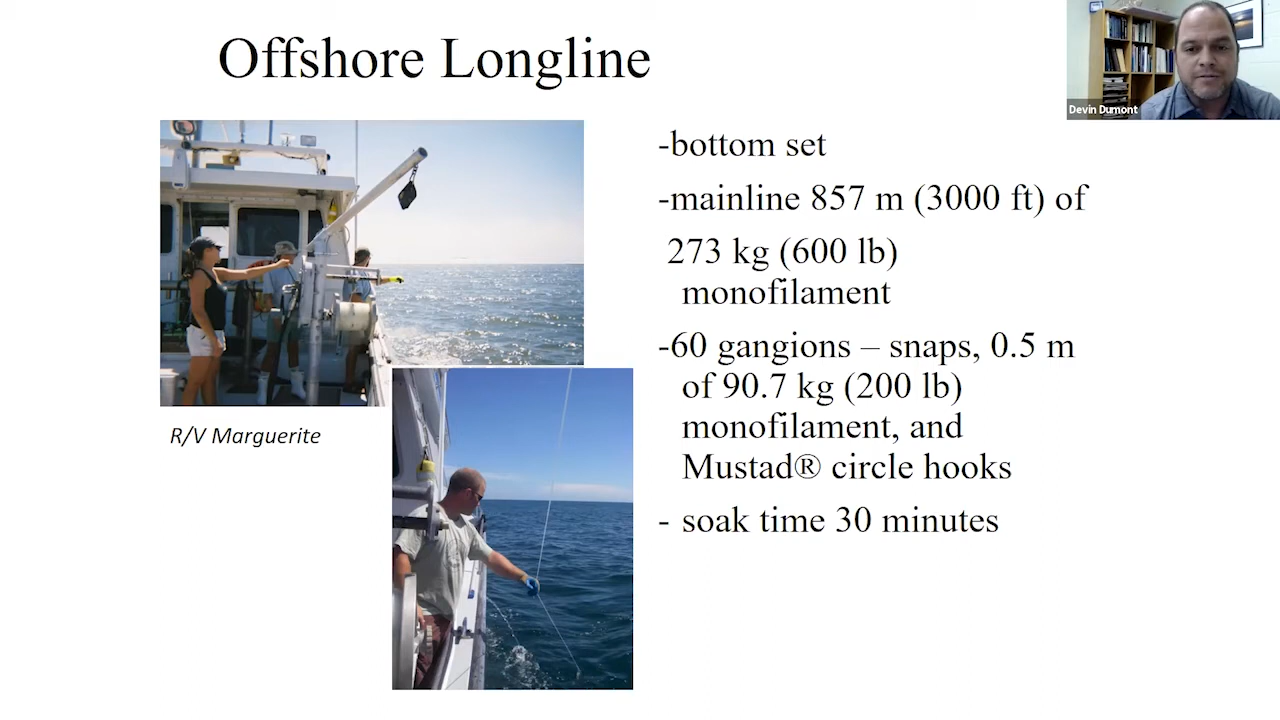 Offshore Longline
Devin Dumont
-bottom set
-mainline 857 m (3000 ft) of
273 kg (600 lb)
monofilament
-60 gangions – snaps, 0.5 m
of 90.7 kg (200 lb)
monofilament, and
Mustad® circle hooks
- soak time 30 minutes
R/V Marguerite